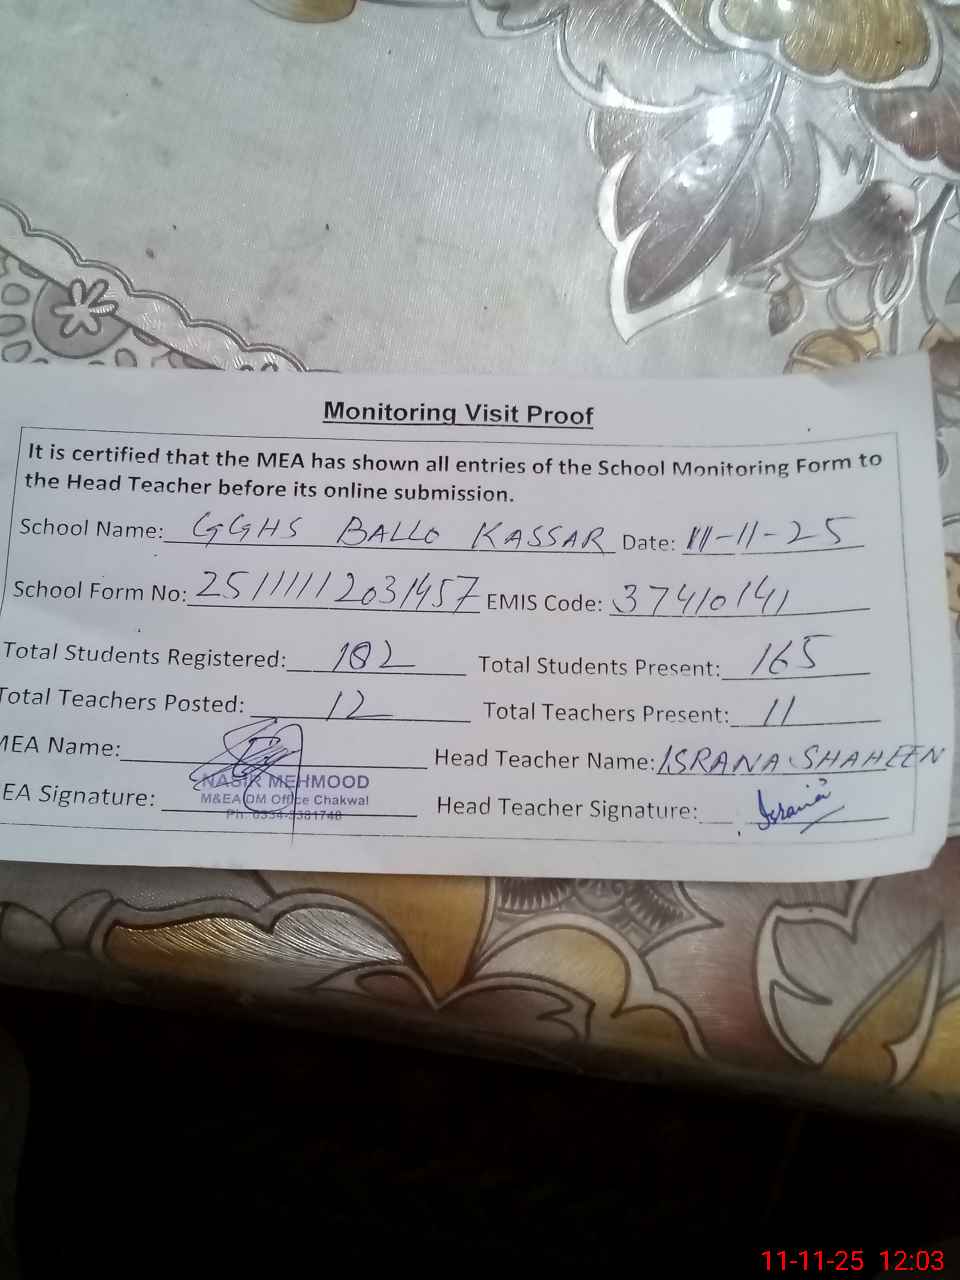 Monitoring Visit Proof
It is certified that the MEA has shown all entries of the School Monitoring Form to
the Head Teacher before its online submission.
School Name: GGHS BALLO KASSAR Date: 11-11-25
School Form No: EMIS Code: 37410141
Total Students Registered: 182 Total Students Present: 165
Total Teachers Posted: 12 Total Teachers Present: 11
MEA Name: Head Teacher Name: ISRANA SHAHEEN
NASIR MEHMOOD
M&EA DM Office Chakwal
EA Signature: Head Teacher Signature: Israna
11-11-25 12:03